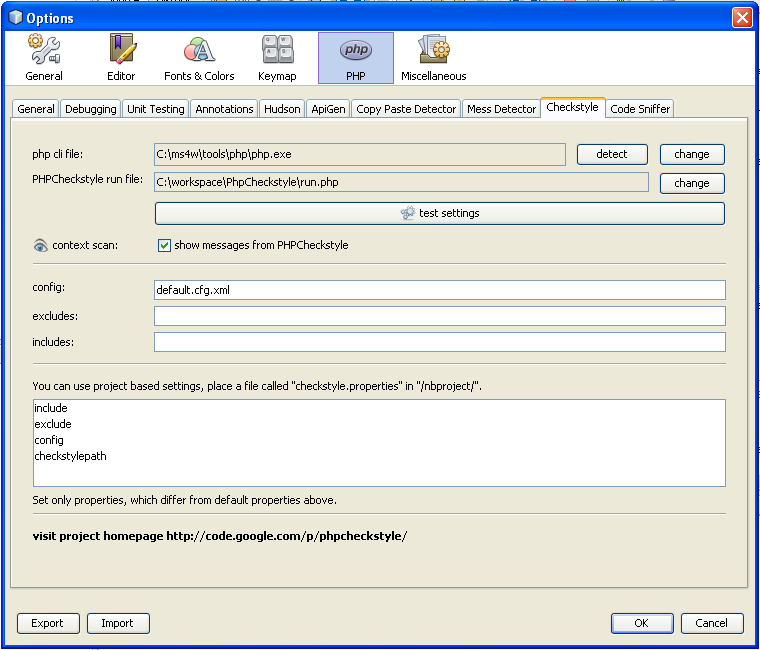 Options
General Editor Fonts & Colors Keymap php PHP Miscellaneous
General Debugging Unit Testing Annotations Hudson ApiGen Copy Paste Detector Mess Detector Checkstyle Code Sniffer
php cli file: C:\ms4w\tools\php\php.exe detect change
PHPCheckstyle run file: C:\workspace\PhpCheckstyle\run.php change
test settings
context scan: show messages from PHPCheckstyle
config: default.cfg.xml
excludes:
includes:
You can use project based settings, place a file called "checkstyle.properties" in "/nbproject/".
include
exclude
config
checkstylepath
Set only properties, which differ from default properties above.
visit project homepage http://code.google.com/p/phpcheckstyle/
Export Import OK Cancel